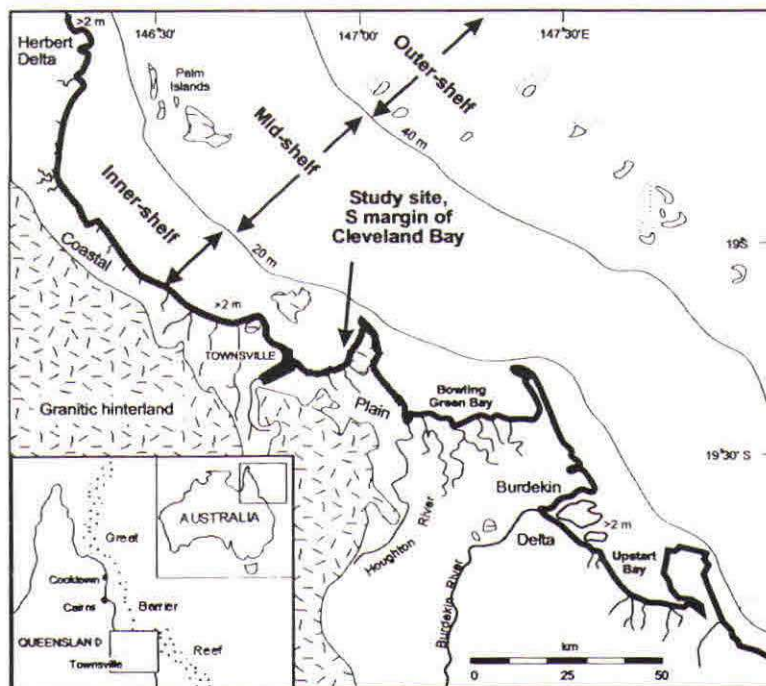 146°30'
147°00'
147°30'E
>2 m
Herbert
Delta
Palm
Islands
Outer-shelf
40 m
Mid-shelf
Inner-shelf
Study site,
S margin of
Cleveland Bay
19°S
20 m
Coastal
>2 m
TOWNSVILLE
Plain
Bowling
Green Bay
Granitic hinterland
19°30' S
Burdekin
Delta
>2 m
Upstart
Bay
Houghton River
Burdekin River
AUSTRALIA
Great
Cooktown
Cairns
Barrier
QUEENSLAND
Reef
Townsville
km
0 25 50